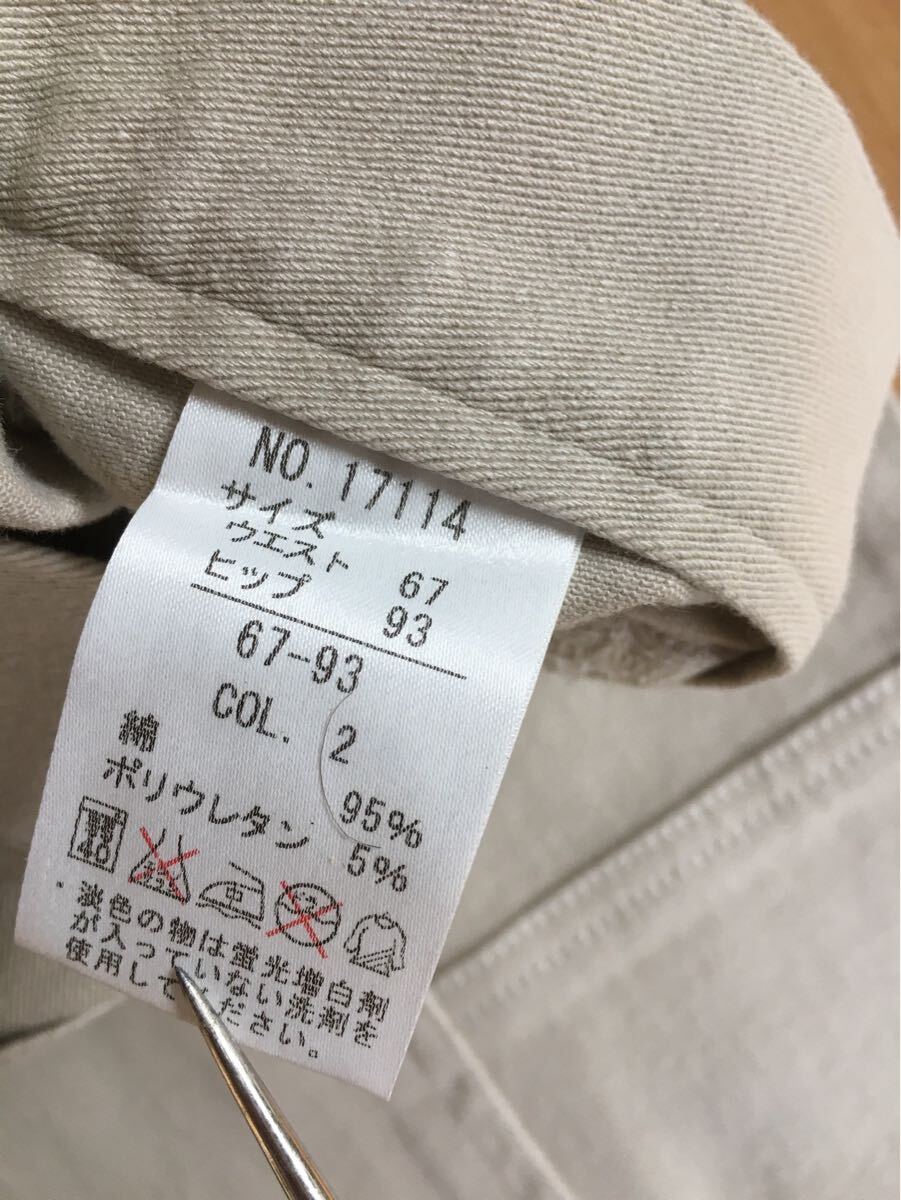 NO. 17114
サイズ
ウエスト 67
ヒップ 93
67-93
COL. 2
綿 95%
ポリウレタン 5%
40
・淡色の物は蛍光増白剤
が入っていない洗剤を
使用してください。